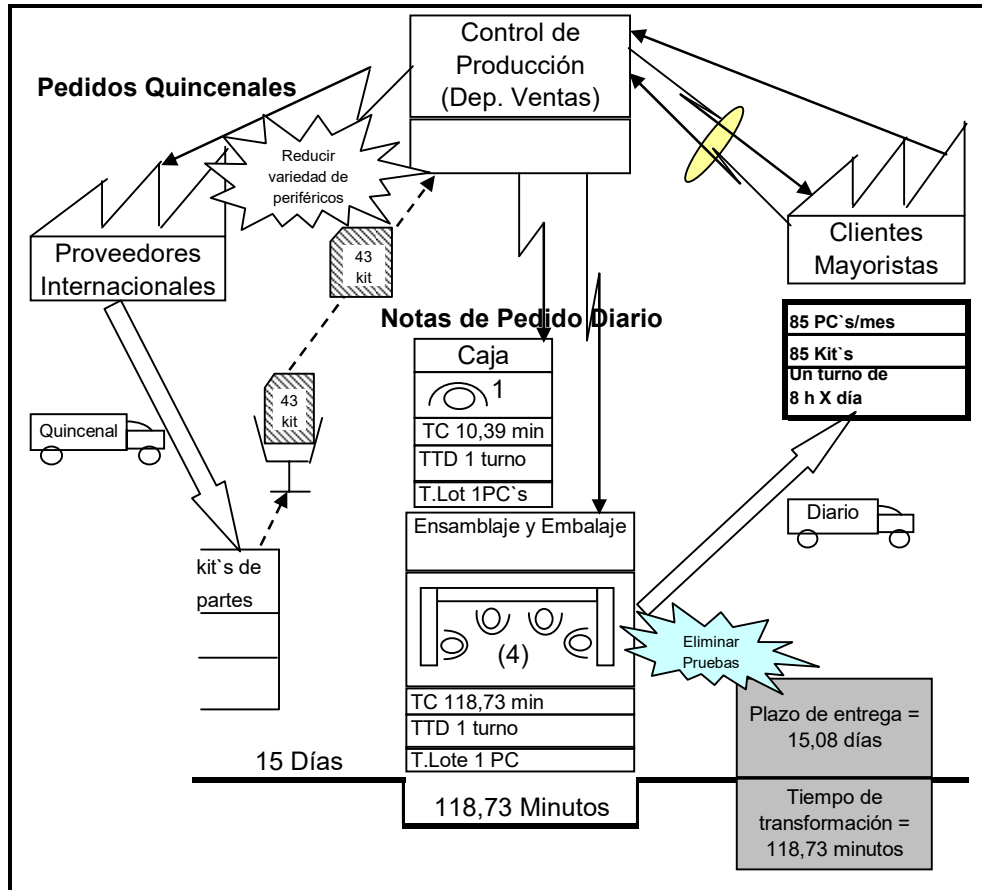 Control de
Producción
(Dep. Ventas)
Pedidos Quincenales
Reducir
variedad de
periféricos
Proveedores
Internacionales
Clientes
Mayoristas
43
kit
Notas de Pedido Diario
85 PC`s/mes
85 Kit`s
Un turno de
8 h X día
Caja
1
43
kit
TC 10,39 min
TTD 1 turno
T.Lot 1PC`s
Quincenal
Diario
Ensamblaje y Embalaje
kit`s de
partes
(4)
Eliminar
Pruebas
TC 118,73 min
TTD 1 turno
T.Lote 1 PC
Plazo de entrega =
15,08 días
15 Días
118,73 Minutos
Tiempo de
transformación =
118,73 minutos